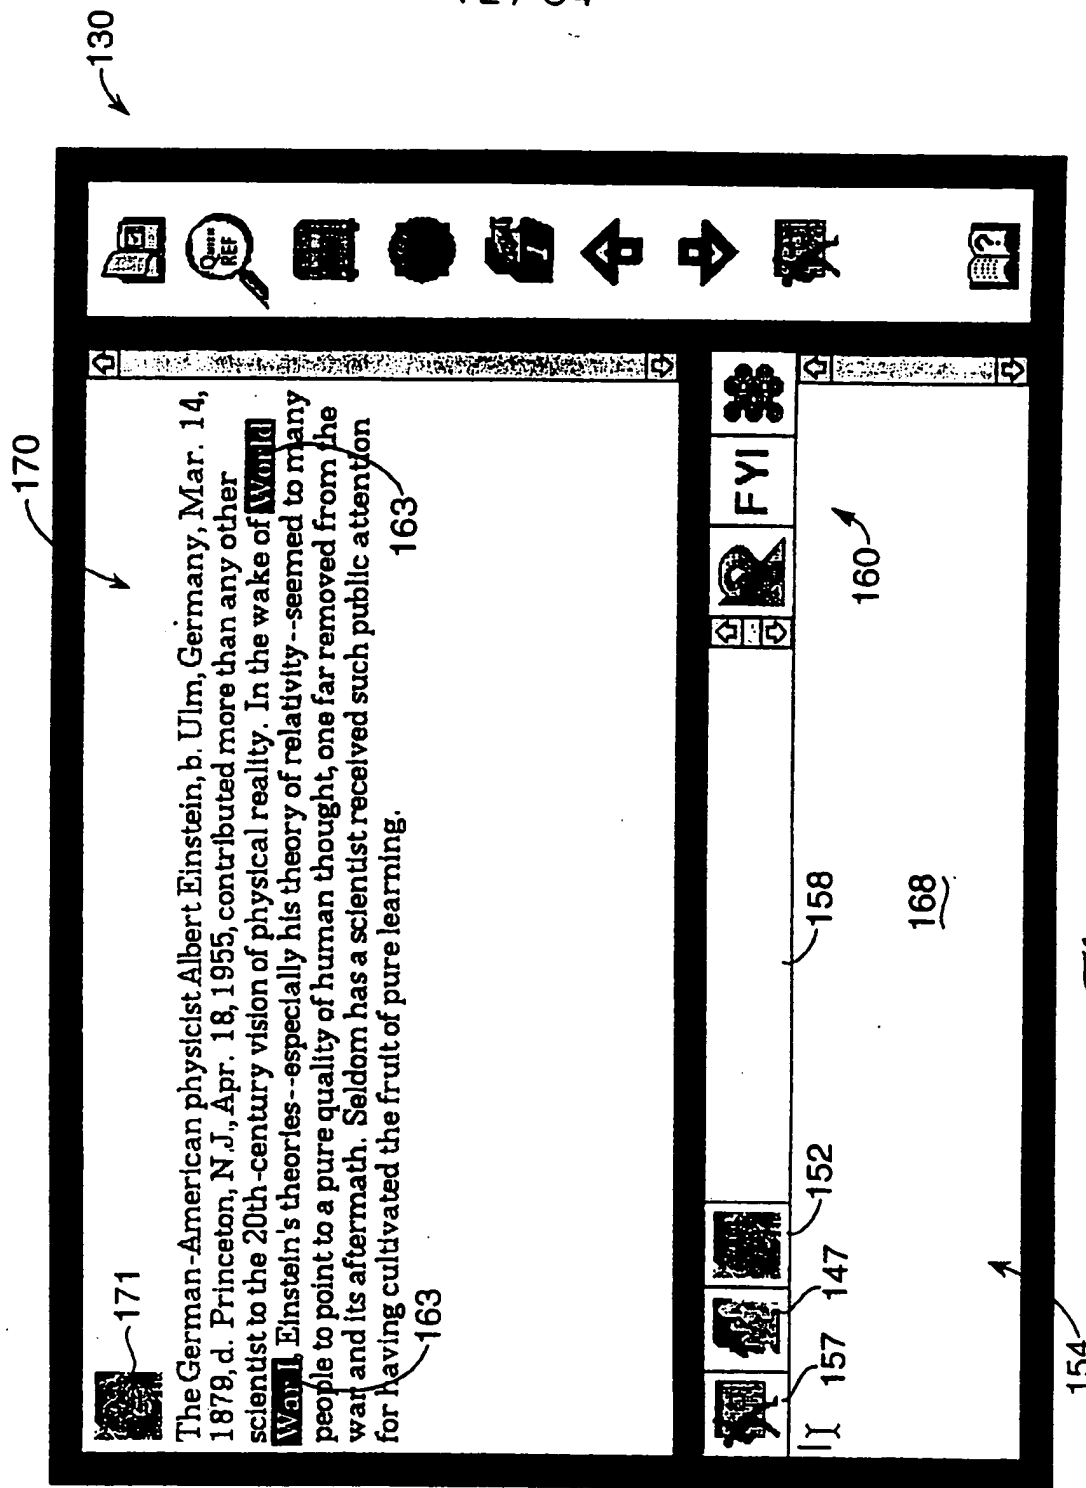 130
170
171
The German-American physicist Albert Einstein, b. Ulm, Germany, Mar. 14,
1879, d. Princeton, N.J., Apr. 18, 1955, contributed more than any other
scientist to the 20th-century vision of physical reality. In the wake of World
War I, Einstein's theories--especially his theory of relativity--seemed to many
people to point to a pure quality of human thought, one far removed from the
war and its aftermath. Seldom has a scientist received such public attention
for having cultivated the fruit of pure learning.
163
163
QUICK
REF
1
?
FYI
157
147
152
158
160
168
154